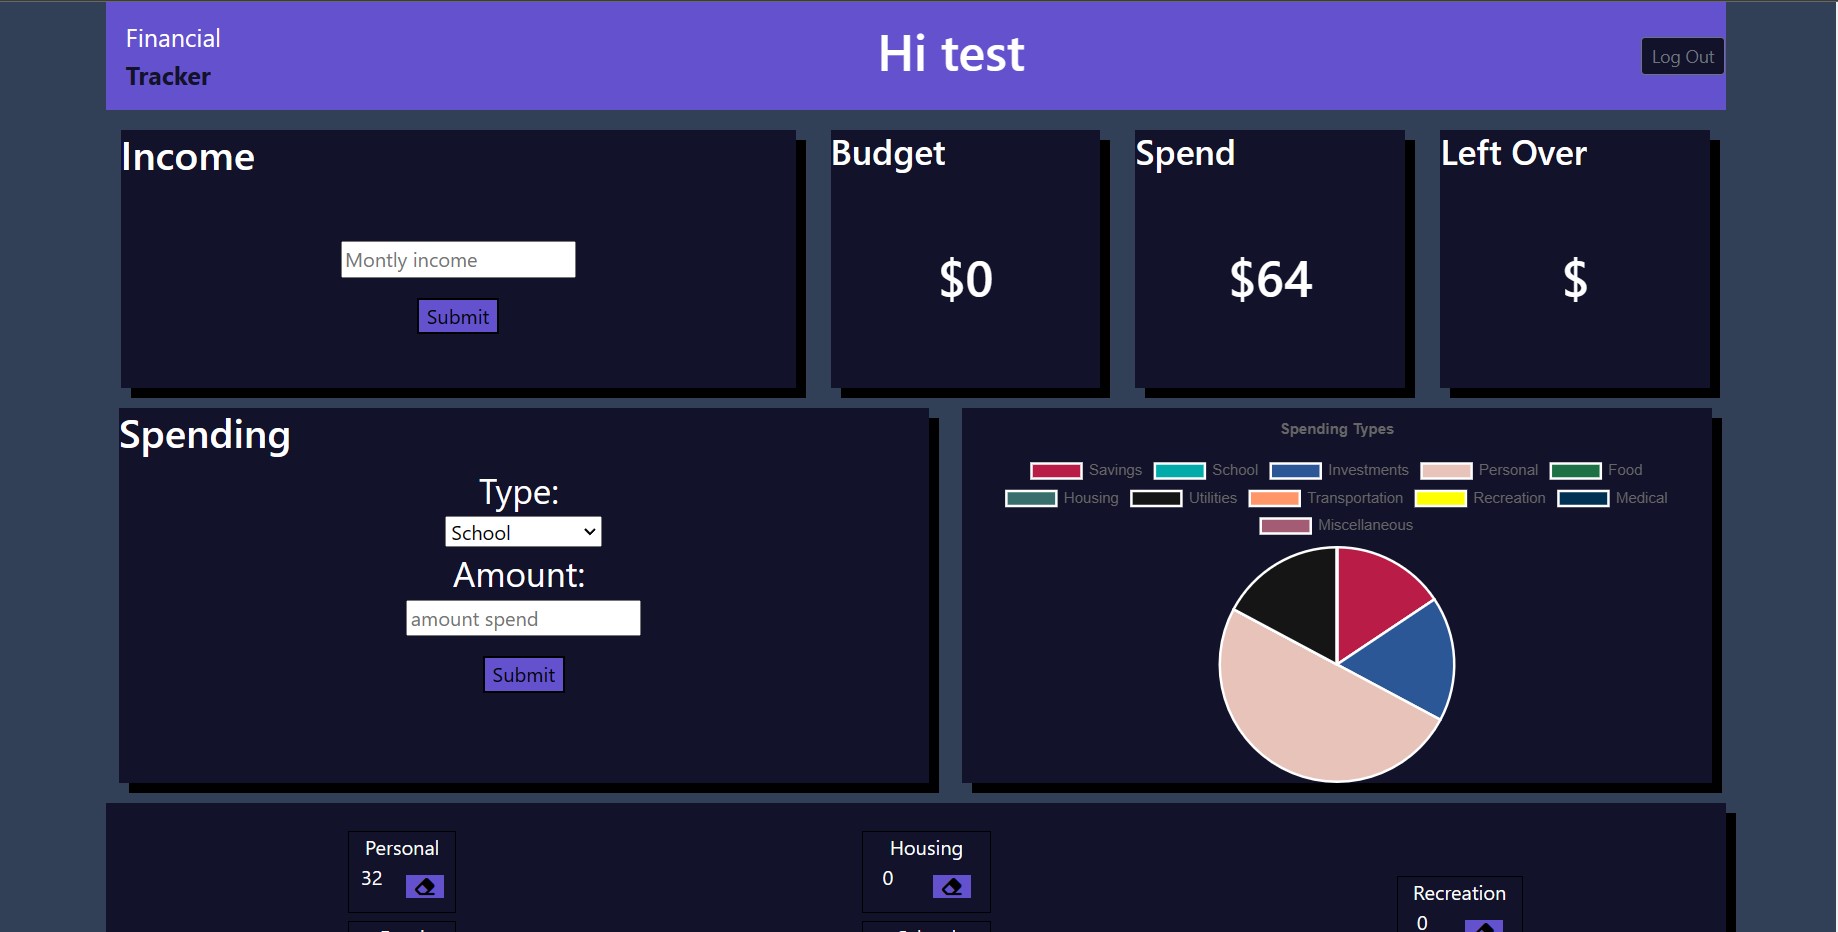 Financial
Tracker
Hi test
Log Out
Income
Montly income
Submit
Budget
$0
Spend
$64
Left Over
$
Spending
Type:
School
Amount:
amount spend
Submit
Spending Types
Savings School Investments Personal Food
Housing Utilities Transportation Recreation Medical
Miscellaneous
Personal
32
Housing
0
Recreation
0